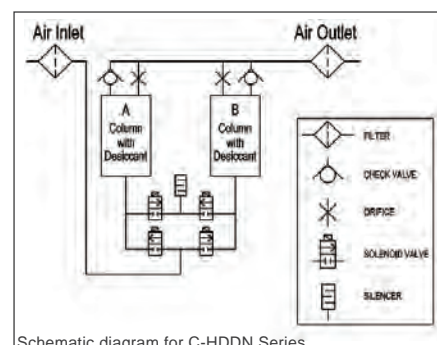 Air Inlet
Air Outlet
A
Column
with
Desiccant
B
Column
with
Desiccant
FILTER
CHECK VALVE
ORIFICE
SOLENOID VALVE
SILENCER
Schematic diagram for C-HDDN Series